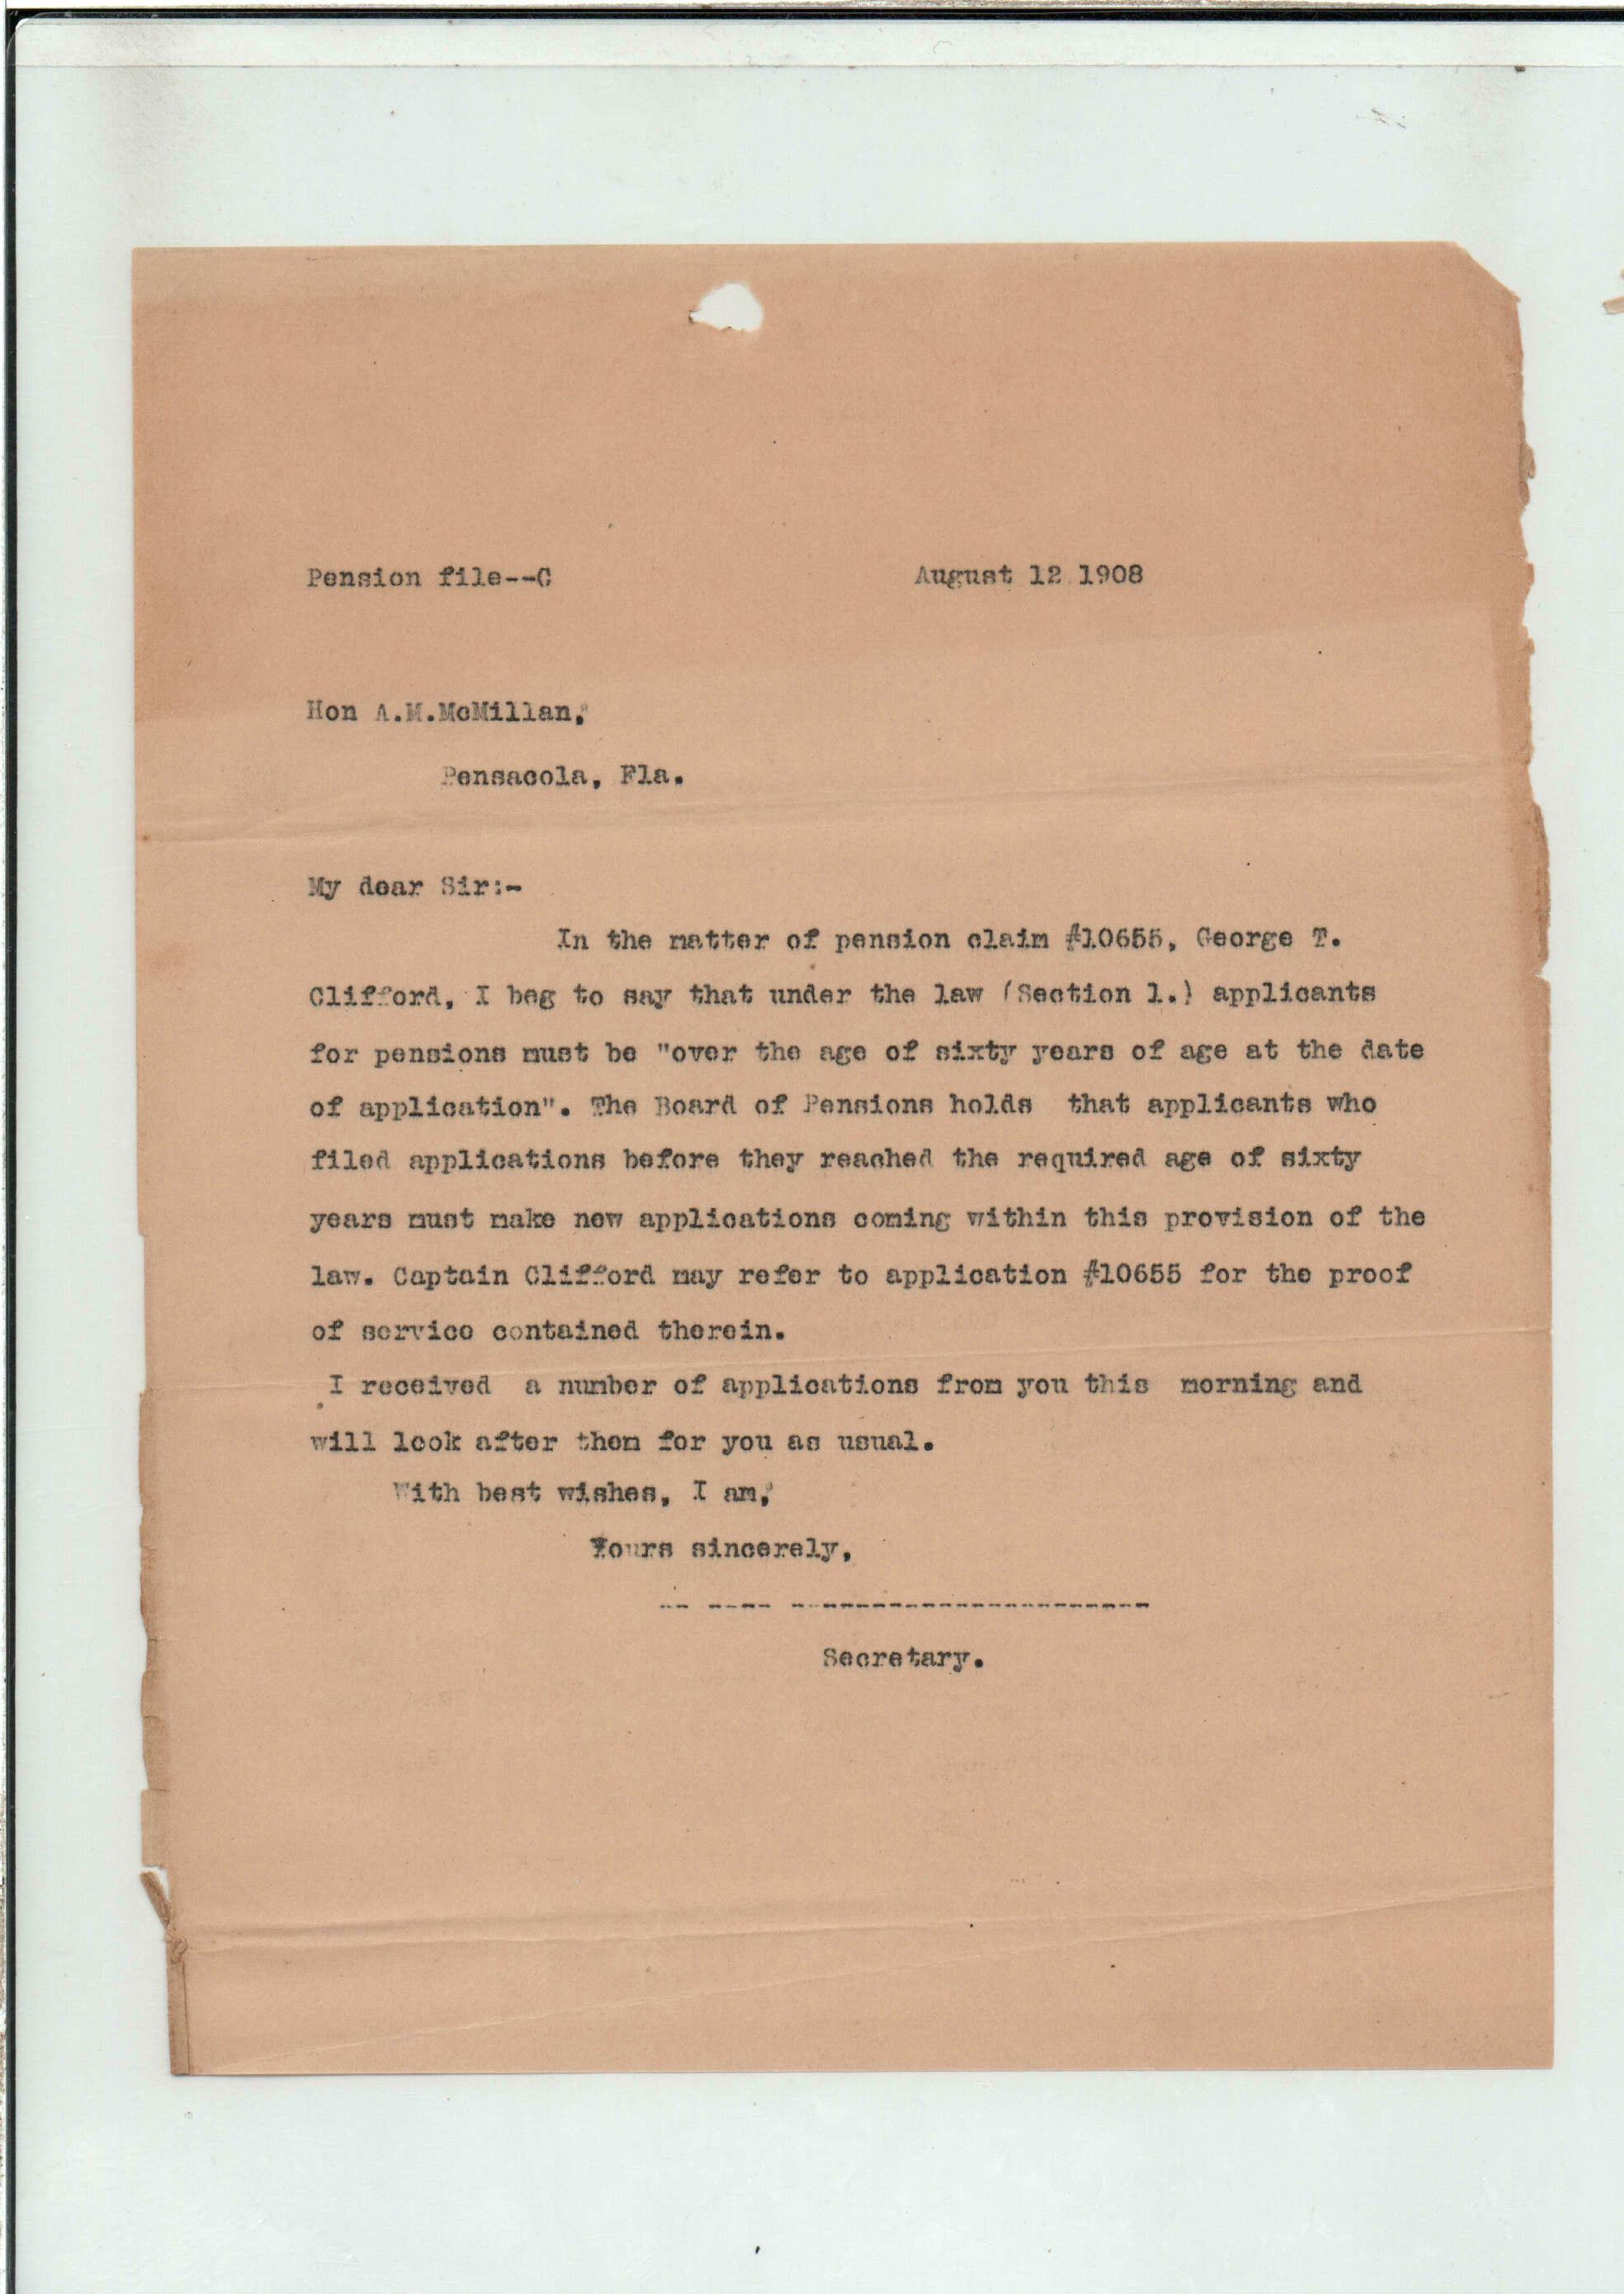 Pension file--C August 12 1908
Hon A.M.McMillan,
Pensacola, Fla.
My dear Sir:-
In the matter of pension claim #10655, George T.
Clifford, I beg to say that under the law (Section 1.) applicants
for pensions must be "over the age of sixty years of age at the date
of application". The Board of Pensions holds that applicants who
filed applications before they reached the required age of sixty
years must make new applications coming within this provision of the
law. Captain Clifford may refer to application #10655 for the proof
of service contained therein.
I received a number of applications from you this morning and
will look after them for you as usual.
With best wishes, I am,
Yours sincerely,
-- ---- ----------------------
Secretary.